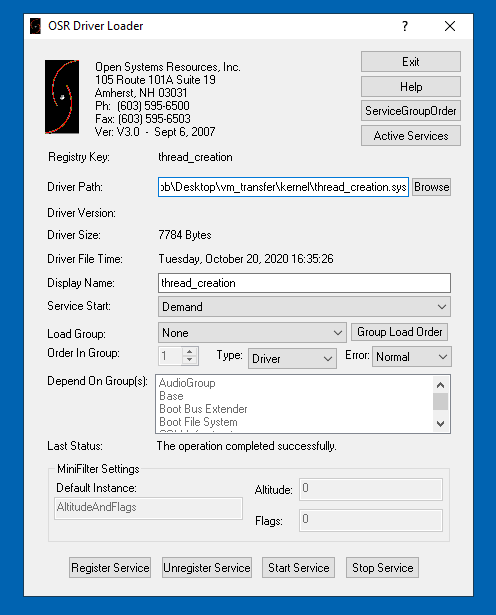 OSR Driver Loader
?
Open Systems Resources, Inc.
105 Route 101A Suite 19
Amherst, NH 03031
Ph: (603) 595-6500
Fax: (603) 595-6503
Ver: V3.0 - Sept 6, 2007
Exit
Help
ServiceGroupOrder
Active Services
Registry Key: thread_creation
Driver Path: ob\Desktop\vm_transfer\kernel\thread_creation.sys Browse
Driver Version:
Driver Size: 7784 Bytes
Driver File Time: Tuesday, October 20, 2020 16:35:26
Display Name: thread_creation
Service Start: Demand
Load Group: None Group Load Order
Order In Group: 1 Type: Driver Error: Normal
Depend On Group(s): AudioGroup
Base
Boot Bus Extender
Boot File System
Last Status: The operation completed successfully.
MiniFilter Settings
Default Instance:
AltitudeAndFlags
Altitude: 0
Flags: 0
Register Service Unregister Service Start Service Stop Service